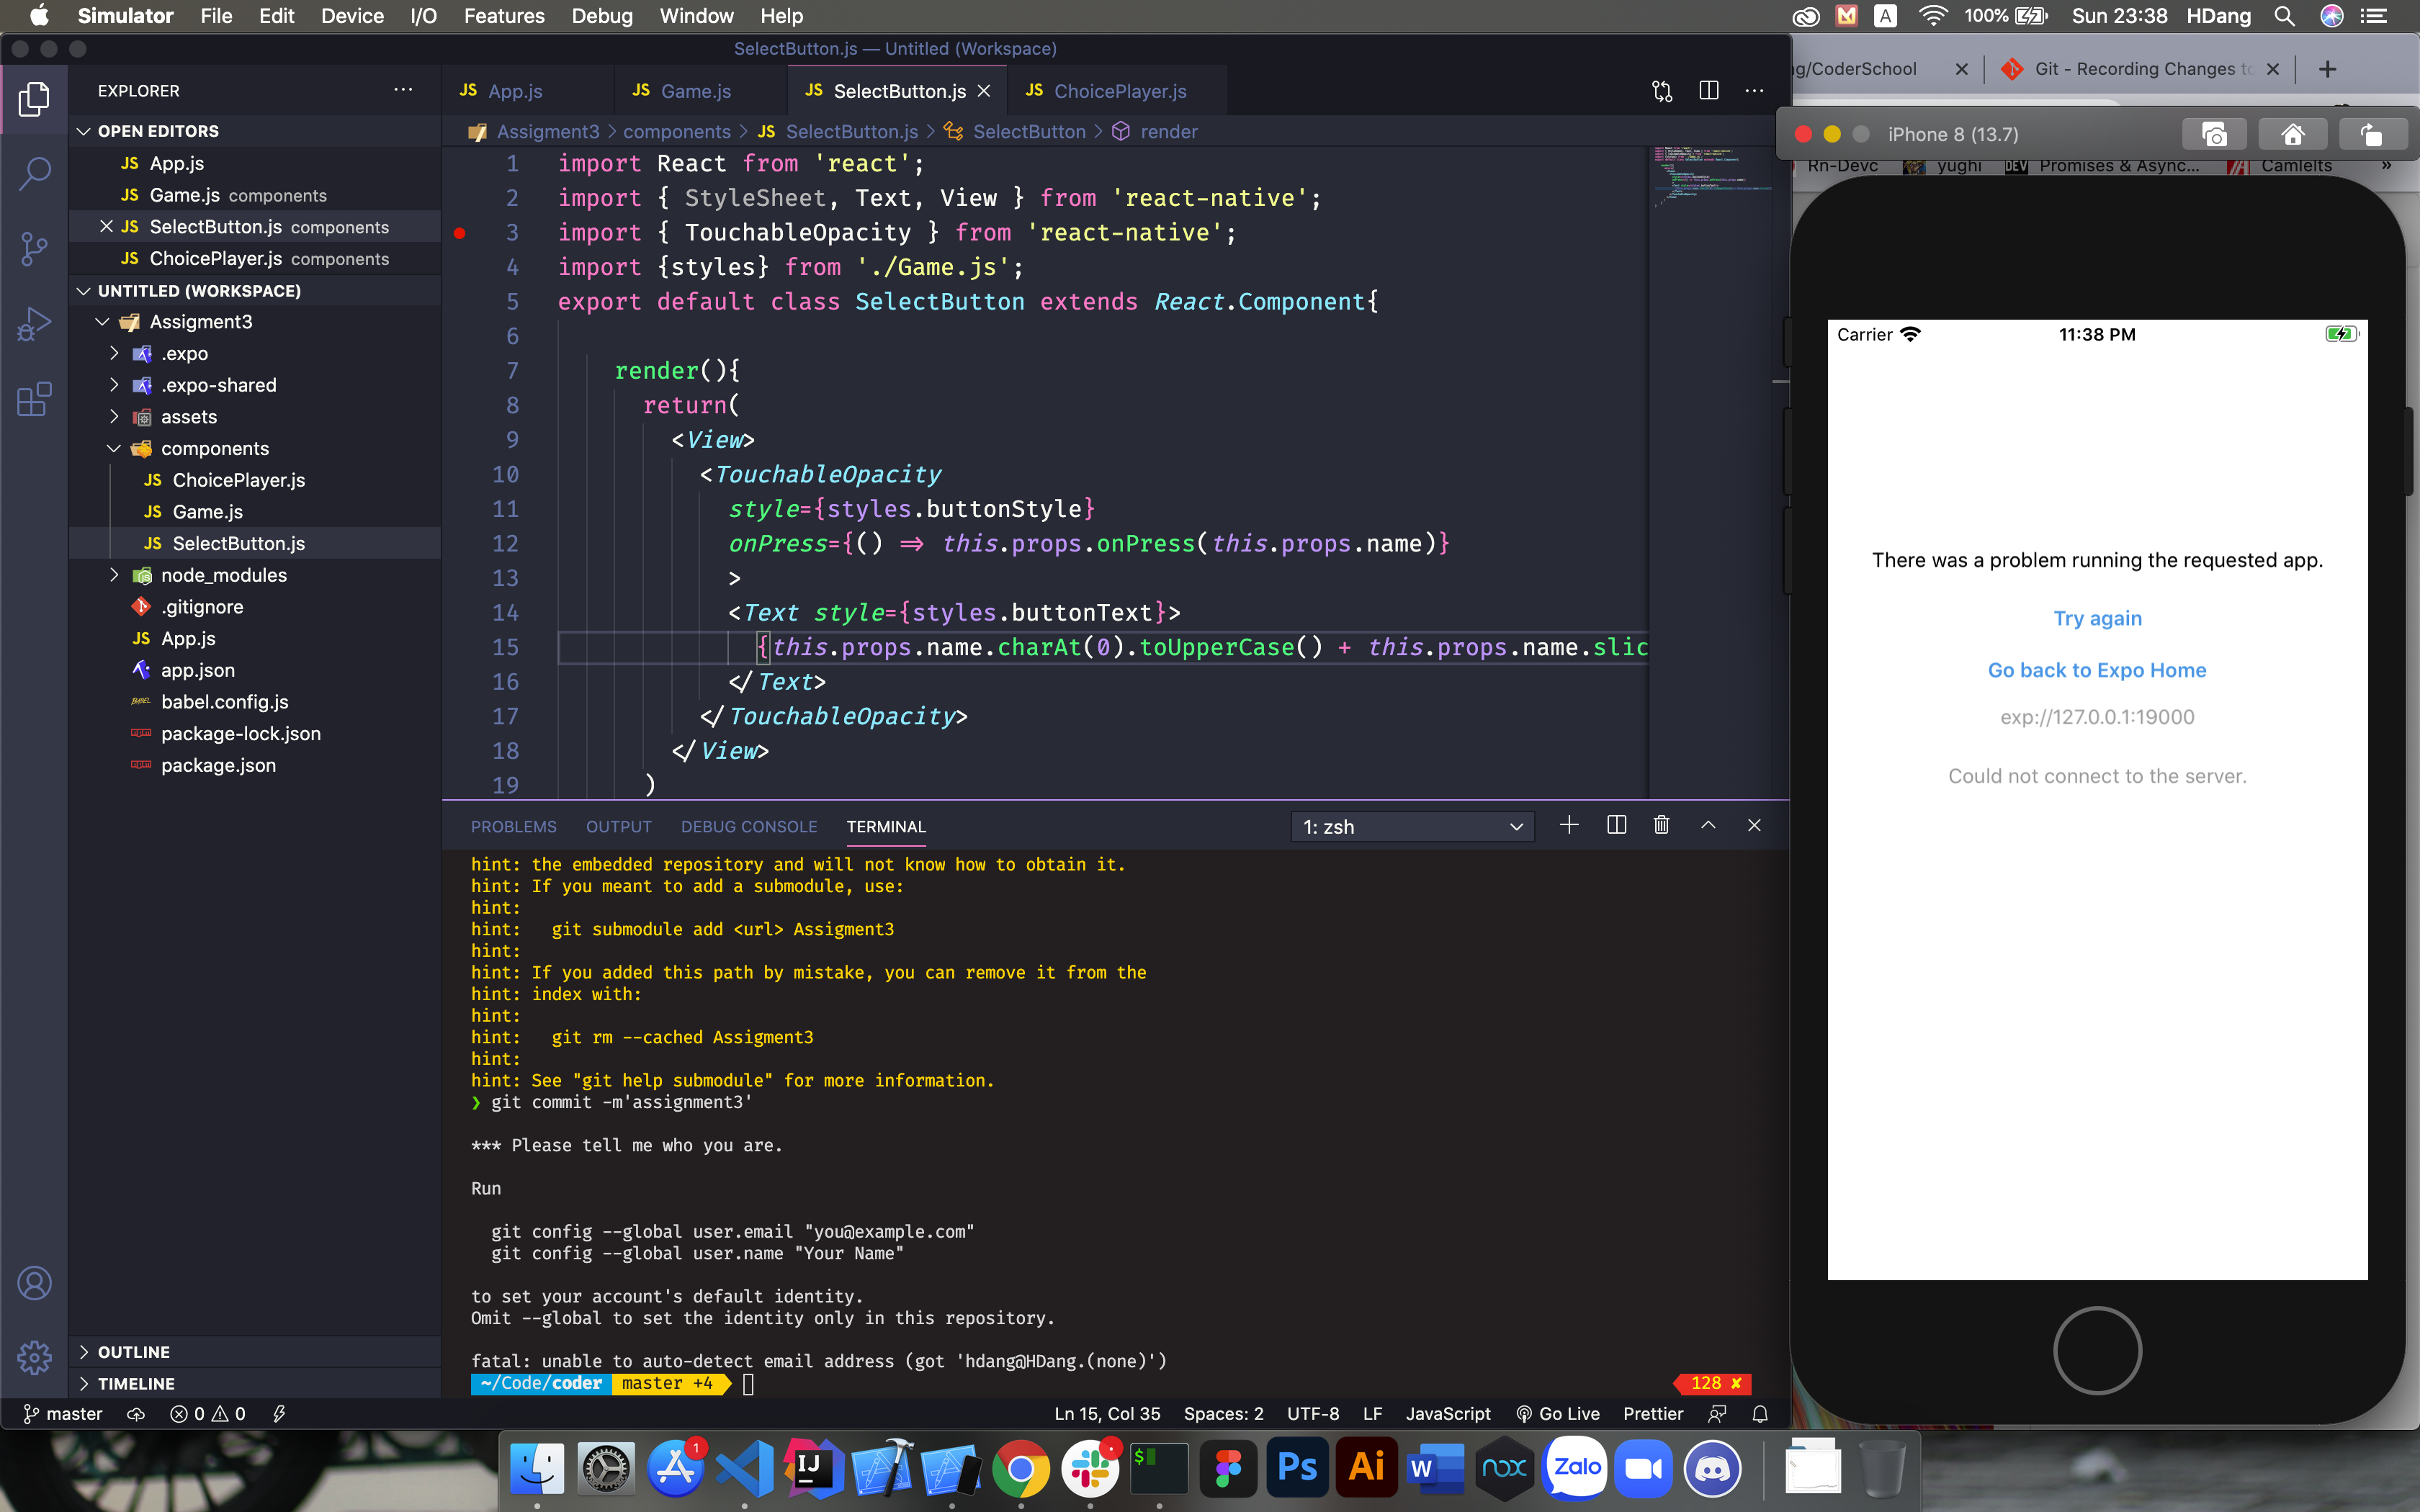 Simulator File Edit Device I/O Features Debug Window Help
100% Sun 23:38 HDang
SelectButton.js — Untitled (Workspace)
EXPLORER
OPEN EDITORS
JS App.js
JS Game.js components
JS SelectButton.js components
JS ChoicePlayer.js components
UNTITLED (WORKSPACE)
Assigment3
.expo
.expo-shared
assets
components
JS ChoicePlayer.js
JS Game.js
JS SelectButton.js
node_modules
.gitignore
JS App.js
app.json
babel.config.js
package-lock.json
package.json
OUTLINE
TIMELINE
JS App.js JS Game.js JS SelectButton.js JS ChoicePlayer.js
Assigment3 > components > JS SelectButton.js > SelectButton > render
1 import React from 'react';
2 import { StyleSheet, Text, View } from 'react-native';
3 import { TouchableOpacity } from 'react-native';
4 import {styles} from './Game.js';
5 export default class SelectButton extends React.Component{
6
7 render(){
8 return(
9 <View>
10 <TouchableOpacity
11 style={styles.buttonStyle}
12 onPress={() => this.props.onPress(this.props.name)}
13 >
14 <Text style={styles.buttonText}>
15 {this.props.name.charAt(0).toUpperCase() + this.props.name.slic
16 </Text>
17 </TouchableOpacity>
18 </View>
19 )
PROBLEMS OUTPUT DEBUG CONSOLE TERMINAL 1: zsh
hint: the embedded repository and will not know how to obtain it.
hint: If you meant to add a submodule, use:
hint:
hint: git submodule add <url> Assigment3
hint:
hint: If you added this path by mistake, you can remove it from the
hint: index with:
hint:
hint: git rm --cached Assigment3
hint:
hint: See "git help submodule" for more information.
❯ git commit -m'assignment3'
*** Please tell me who you are.
Run
git config --global user.email "you@example.com"
git config --global user.name "Your Name"
to set your account's default identity.
Omit --global to set the identity only in this repository.
fatal: unable to auto-detect email address (got 'hdang@HDang.(none)')
~/Code/coder master +4 128 ✘
master 0 0 Ln 15, Col 35 Spaces: 2 UTF-8 LF JavaScript Go Live Prettier
g/CoderSchool Git - Recording Changes to
iPhone 8 (13.7)
Rn-Devc yughi DEV Promises & Async... CamleIts »
Carrier 11:38 PM
There was a problem running the requested app.
Try again
Go back to Expo Home
exp://127.0.0.1:19000
Could not connect to the server.
1 IJ $ Ps Ai W nox Zalo